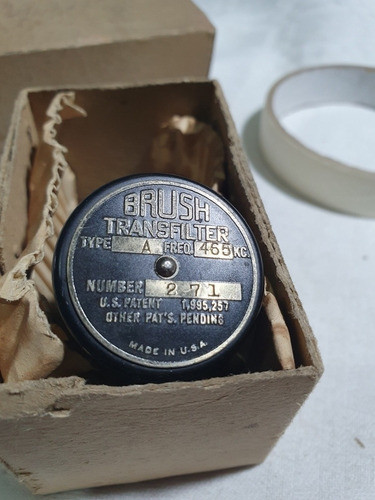 BRUSH
TRANSFILTER
TYPE A FREQ. 465 KC.
NUMBER 271
U.S. PATENT 1,995,257
OTHER PAT'S. PENDING
MADE IN U.S.A.